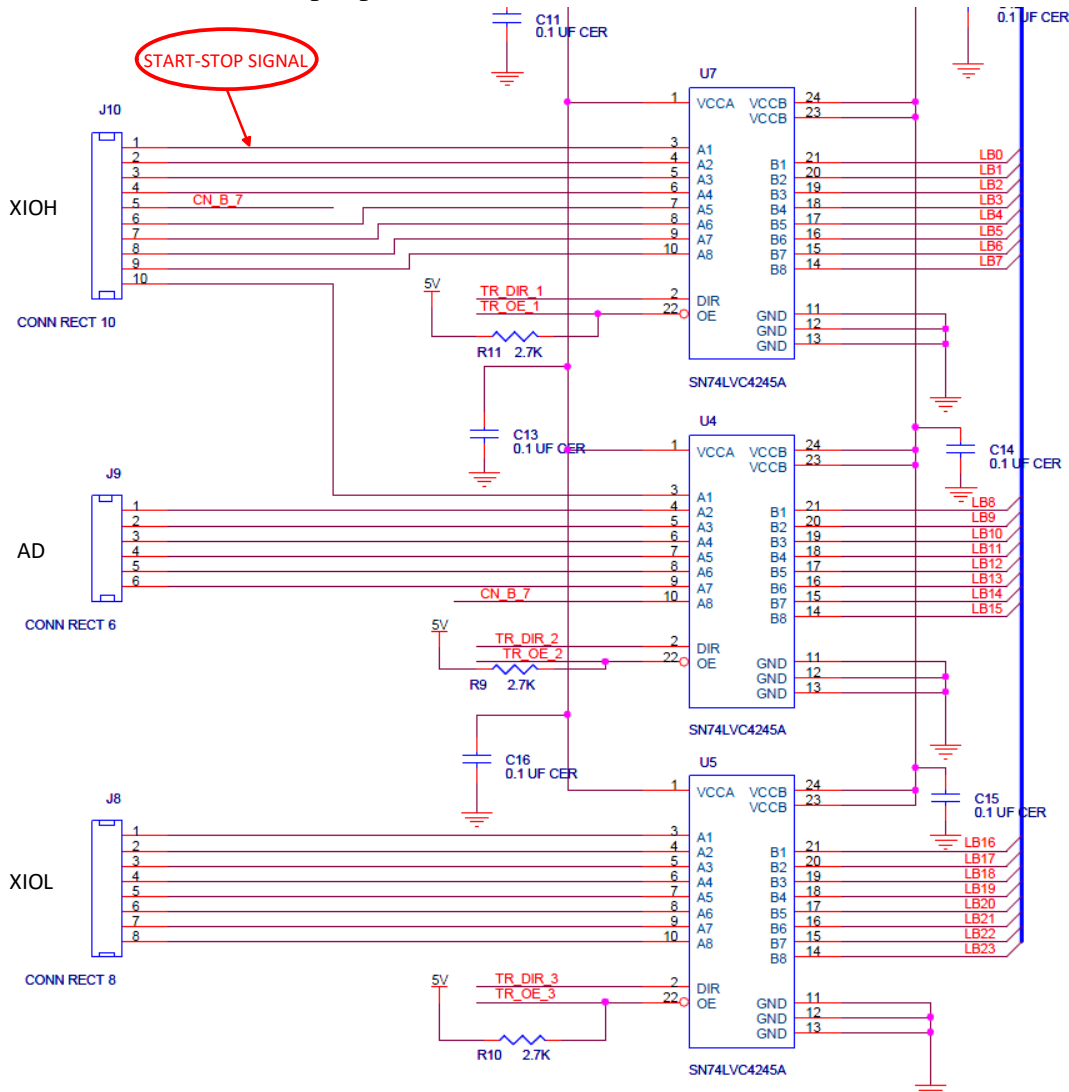 C11
0.1 UF CER
0.1 UF CER
START-STOP SIGNAL
U7
J10
1 VCCA VCCB 24
VCCB 23
1
2
3
4
5 CN_B_7
6
7
8
9
10
XIOH
CONN RECT 10
3 A1
4 A2
5 A3
6 A4
7 A5
8 A6
9 A7
10 A8
B1 21 LB0
B2 20 LB1
B3 19 LB2
B4 18 LB3
B5 17 LB4
B6 16 LB5
B7 15 LB6
B8 14 LB7
5V
TR_DIR_1 2 DIR
TR_OE_1 22 OE
GND 11
GND 12
GND 13
R11 2.7K
SN74LVC4245A
C13
0.1 UF CER
U4
1 VCCA VCCB 24
VCCB 23
C14
0.1 UF CER
J9
1
2
3
4
5
6
AD
CONN RECT 6
3 A1
4 A2
5 A3
6 A4
7 A5
8 A6
9 A7
CN_B_7 10 A8
B1 21 LB8
B2 20 LB9
B3 19 LB10
B4 18 LB11
B5 17 LB12
B6 16 LB13
B7 15 LB14
B8 14 LB15
5V
TR_DIR_2 2 DIR
TR_OE_2 22 OE
GND 11
GND 12
GND 13
R9 2.7K
SN74LVC4245A
C16
0.1 UF CER
U5
1 VCCA VCCB 24
VCCB 23
C15
0.1 UF CER
J8
1
2
3
4
5
6
7
8
XIOL
CONN RECT 8
3 A1
4 A2
5 A3
6 A4
7 A5
8 A6
9 A7
10 A8
B1 21 LB16
B2 20 LB17
B3 19 LB18
B4 18 LB19
B5 17 LB20
B6 16 LB21
B7 15 LB22
B8 14 LB23
5V
TR_DIR_3 2 DIR
TR_OE_3 22 OE
GND 11
GND 12
GND 13
R10 2.7K
SN74LVC4245A